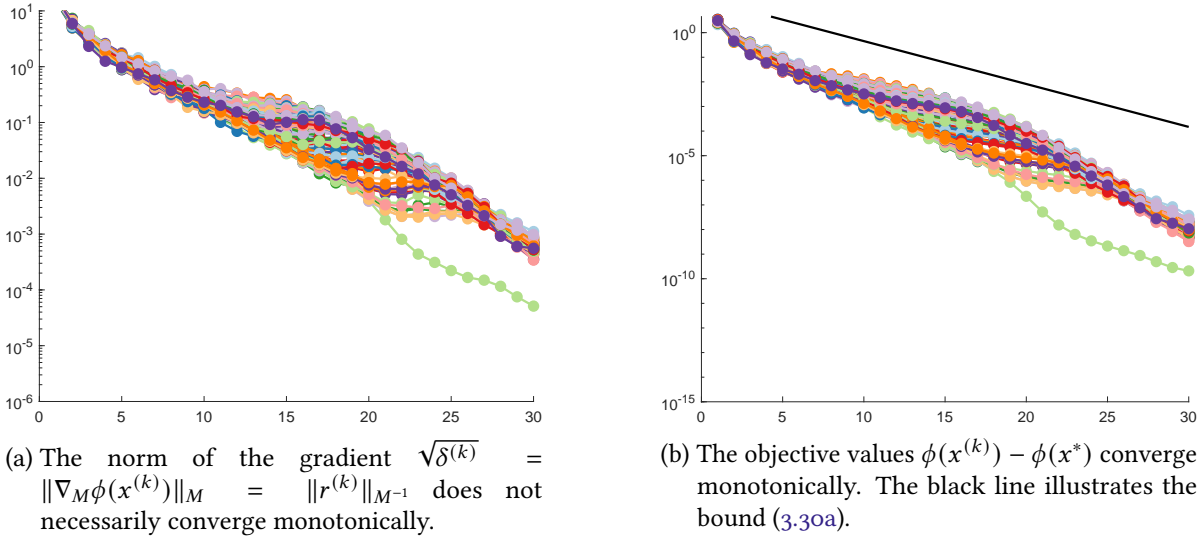 10^1
10^0
10^-1
10^-2
10^-3
10^-4
10^-5
10^-6
0 5 10 15 20 25 30
(a) The norm of the gradient √δ^(k) =
‖∇_M ϕ(x^(k))‖_M = ‖r^(k)‖_{M^-1} does not
necessarily converge monotonically.
10^0
10^-5
10^-10
10^-15
0 5 10 15 20 25 30
(b) The objective values ϕ(x^(k)) − ϕ(x*) converge
monotonically. The black line illustrates the
bound (3.30a).